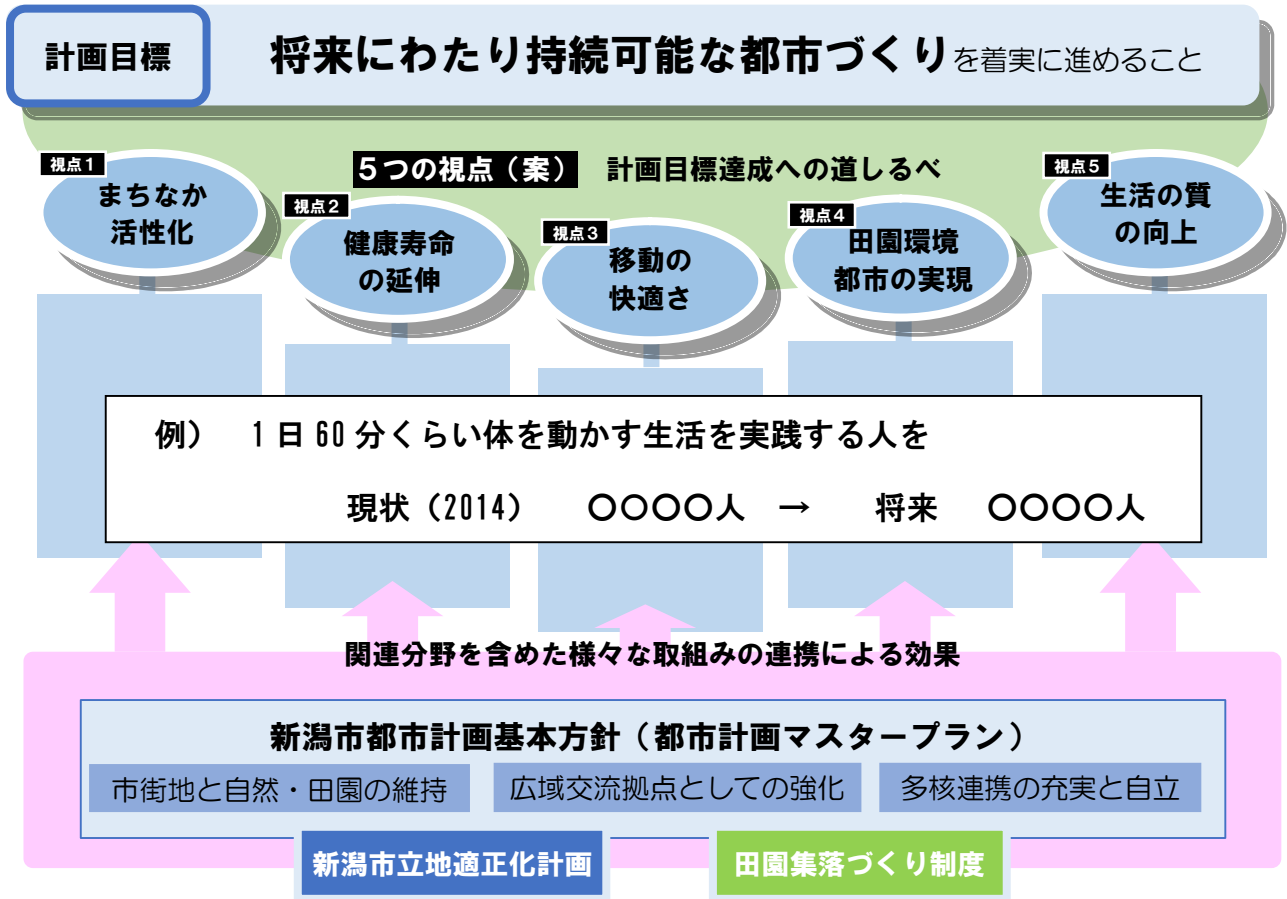 計画目標
将来にわたり持続可能な都市づくりを着実に進めること
5つの視点（案） 計画目標達成への道しるべ
視点1
まちなか
活性化
視点2
健康寿命
の延伸
視点3
移動の
快適さ
視点4
田園環境
都市の実現
視点5
生活の質
の向上
例） 1日60分くらい体を動かす生活を実践する人を
現状（2014） 〇〇〇〇人 → 将来 〇〇〇〇人
関連分野を含めた様々な取組みの連携による効果
新潟市都市計画基本方針（都市計画マスタープラン）
市街地と自然・田園の維持
広域交流拠点としての強化
多核連携の充実と自立
新潟市立地適正化計画
田園集落づくり制度